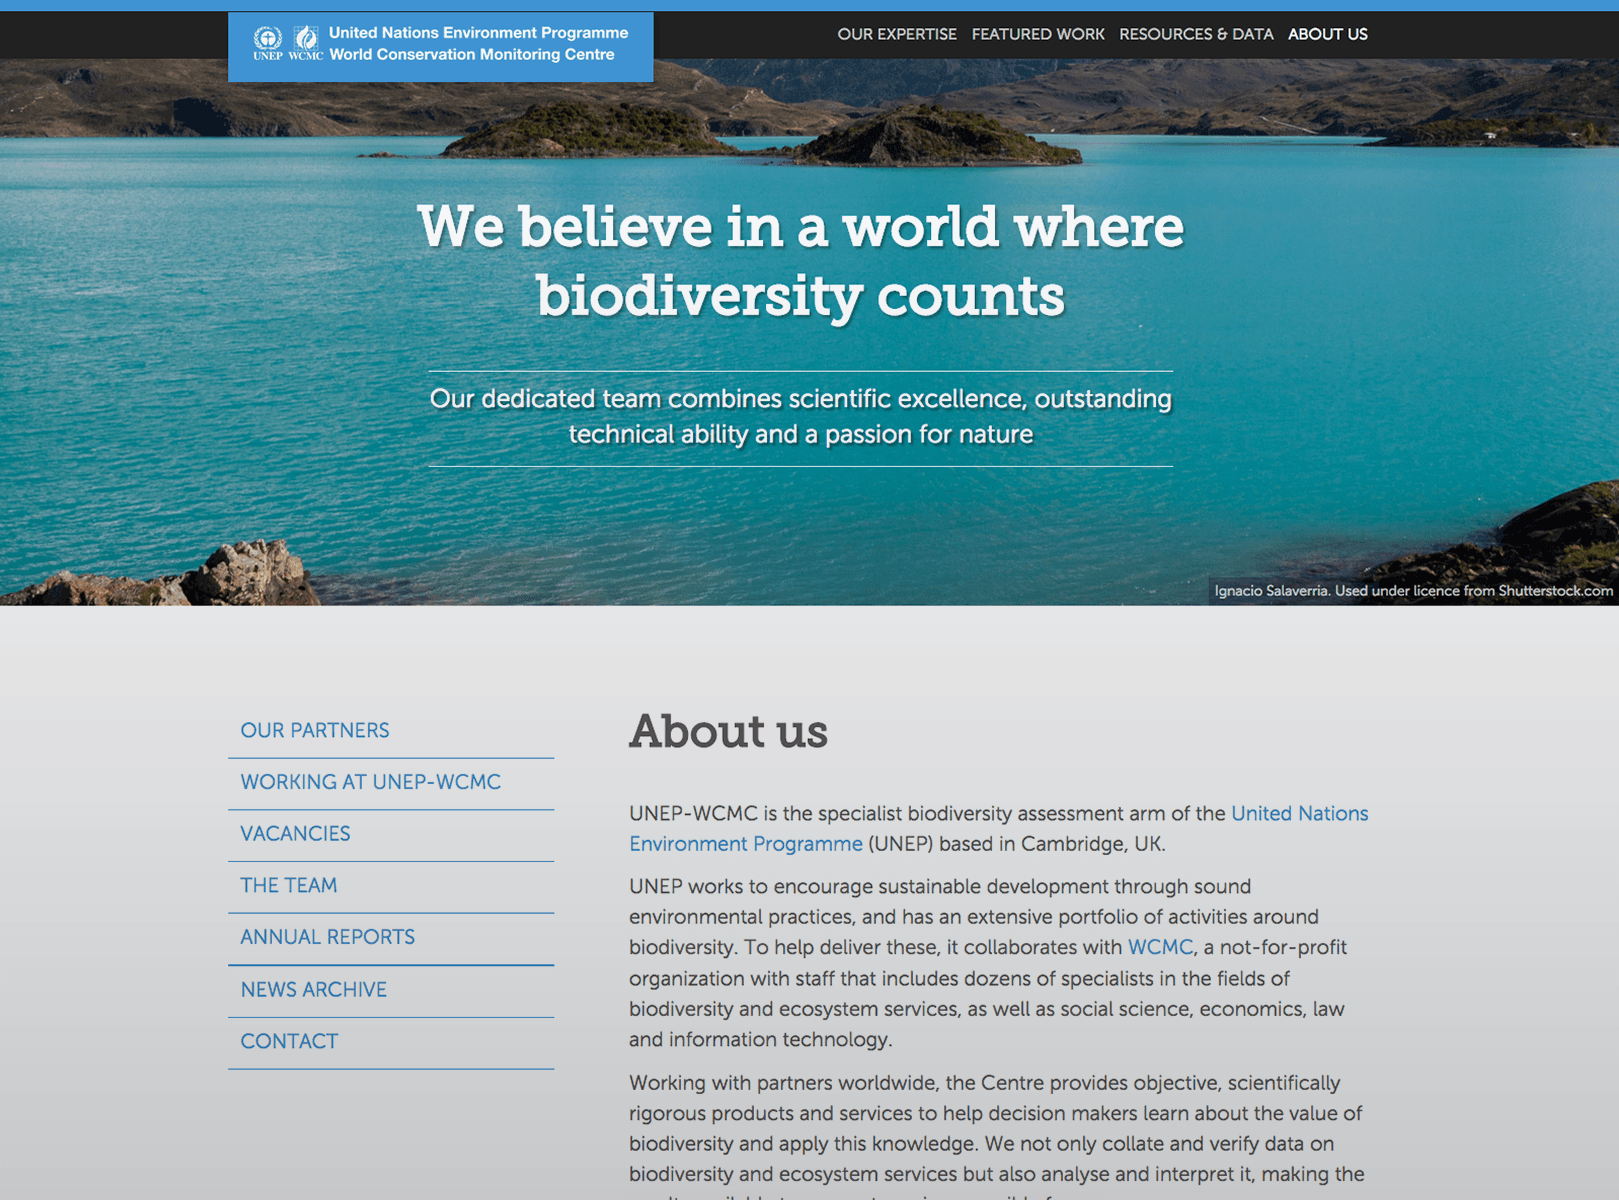 UNEP WCMC
United Nations Environment Programme
World Conservation Monitoring Centre
OUR EXPERTISE FEATURED WORK RESOURCES & DATA ABOUT US
We believe in a world where
biodiversity counts
Our dedicated team combines scientific excellence, outstanding
technical ability and a passion for nature
Ignacio Salaverria. Used under licence from Shutterstock.com
OUR PARTNERS
WORKING AT UNEP-WCMC
VACANCIES
THE TEAM
ANNUAL REPORTS
NEWS ARCHIVE
CONTACT
About us
UNEP-WCMC is the specialist biodiversity assessment arm of the United Nations
Environment Programme (UNEP) based in Cambridge, UK.
UNEP works to encourage sustainable development through sound
environmental practices, and has an extensive portfolio of activities around
biodiversity. To help deliver these, it collaborates with WCMC, a not-for-profit
organization with staff that includes dozens of specialists in the fields of
biodiversity and ecosystem services, as well as social science, economics, law
and information technology.
Working with partners worldwide, the Centre provides objective, scientifically
rigorous products and services to help decision makers learn about the value of
biodiversity and apply this knowledge. We not only collate and verify data on
biodiversity and ecosystem services but also analyse and interpret it, making the